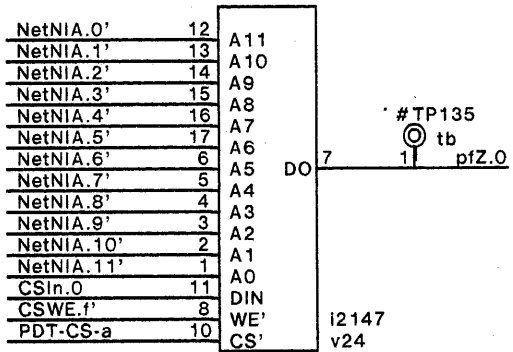 NetNIA.0' 12 A11
NetNIA.1' 13 A10
NetNIA.2' 14 A9
NetNIA.3' 15 A8
NetNIA.4' 16 A7
NetNIA.5' 17 A6
NetNIA.6' 6 A5
NetNIA.7' 5 A4
NetNIA.8' 4 A3
NetNIA.9' 3 A2
NetNIA.10' 2 A1
NetNIA.11' 1 A0
CSIn.0 11 DIN
CSWE.f' 8 WE'
PDT-CS-a 10 CS'
DO 7
#TP135
tb
1 pfZ.0
i2147
v24